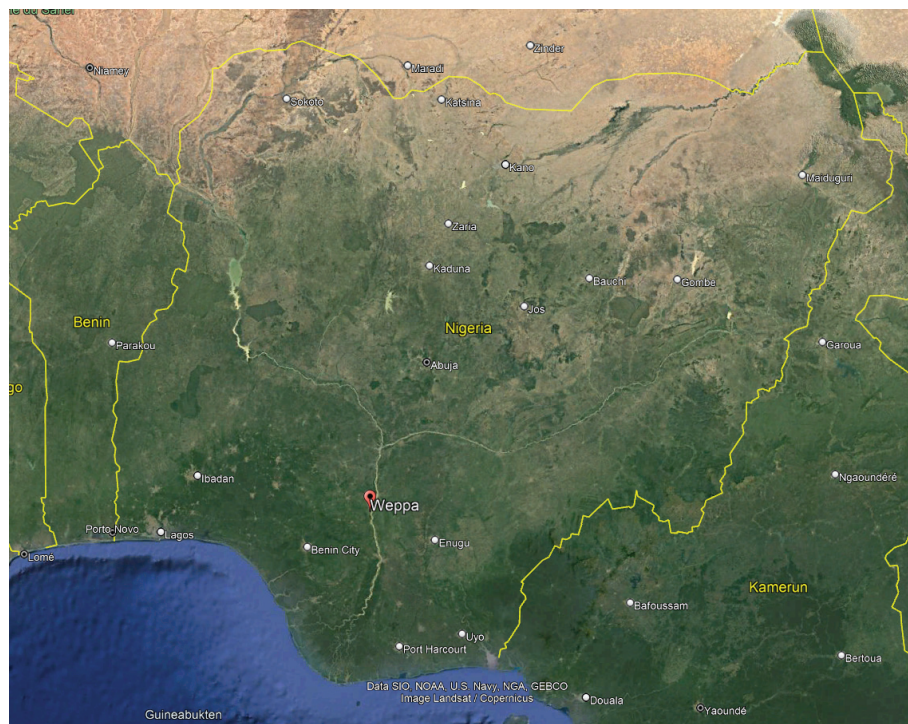 Niamey
Zinder
Maradi
Sokoto
Katsina
Kano
Maiduguri
Zaria
Kaduna
Bauchi
Gombe
Jos
Benin
Nigeria
Parakou
Garoua
Abuja
go
Ibadan
Ngaoundéré
Weppa
Porto-Novo
Lagos
Enugu
Benin City
Lome
Kamerun
Bafoussam
Uyo
Port Harcourt
Bertoua
Data SIO, NOAA, U.S. Navy, NGA, GEBCO
Image Landsat / Copernicus
Douala
Yaoundé
Guineabukten